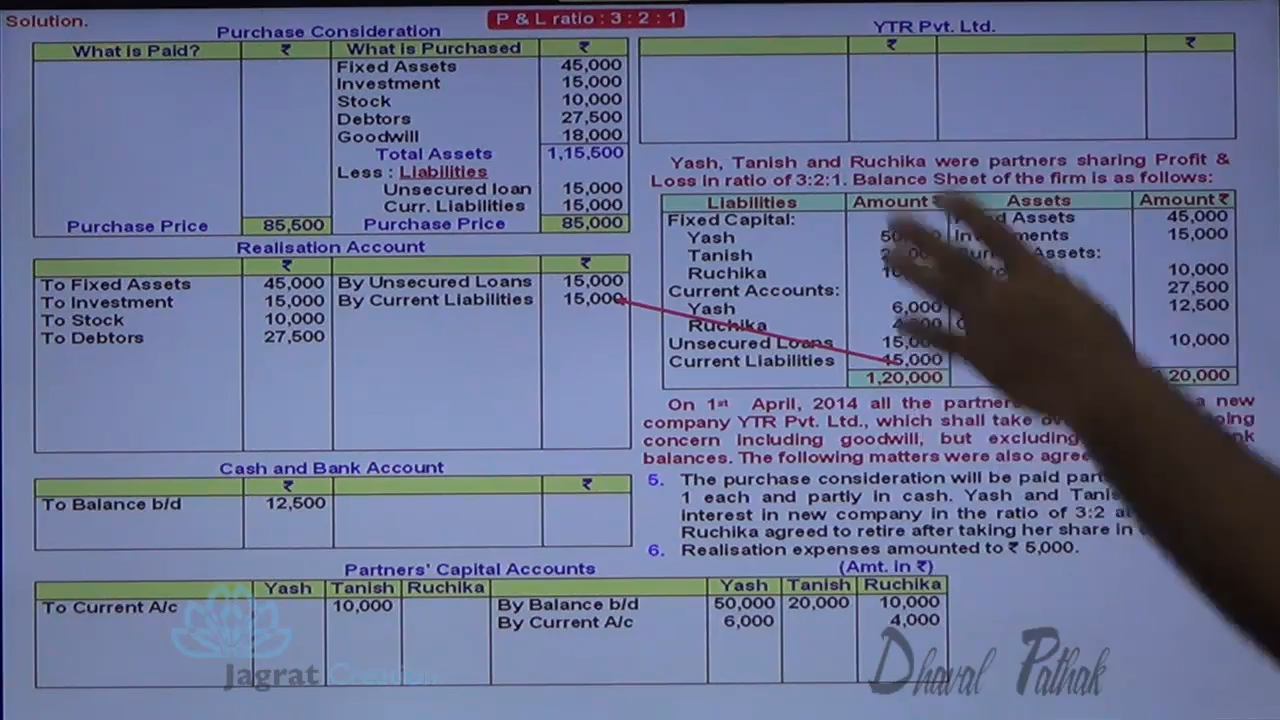 Solution.
P & L ratio : 3 : 2 : 1
Purchase Consideration
What is Paid? ₹ What is Purchased ₹
Fixed Assets 45,000
Investment 15,000
Stock 10,000
Debtors 27,500
Goodwill 18,000
Total Assets 1,15,500
Less : Liabilities
Unsecured loan 15,000
Curr. Liabilities 15,000
Purchase Price 85,500 Purchase Price 85,000
Realisation Account
₹ ₹
To Fixed Assets 45,000 By Unsecured Loans 15,000
To Investment 15,000 By Current Liabilities 15,000
To Stock 10,000
To Debtors 27,500
Cash and Bank Account
₹ ₹
To Balance b/d 12,500
YTR Pvt. Ltd.
₹ ₹
Yash, Tanish and Ruchika were partners sharing Profit &
Loss in ratio of 3:2:1. Balance Sheet of the firm is as follows:
Liabilities Amount ₹ Assets Amount ₹
Fixed Capital: Assets 45,000
Yash 15,000
Tanish Assets:
Ruchika 10,000
Current Accounts: 27,500
Yash 6,000 12,500
Ruchika
Unsecured Loans 10,000
Current Liabilities 15,000
1,20,000
On 1st April, 2014 all the a new
company YTR Pvt. Ltd., which shall take
concern including goodwill, but excluding
balances. The following matters were also
5. The purchase consideration will be paid
1 each and partly in cash. Yash and
interest in new company in the ratio of 3:2
Ruchika agreed to retire after taking her share in
6. Realisation expenses amounted to ₹ 5,000.
Partners' Capital Accounts (Amt. in ₹)
Yash Tanish Ruchika Yash Tanish Ruchika
To Current A/c 10,000 By Balance b/d 50,000 20,000 10,000
By Current A/c 6,000 4,000
Jagrat Creation
Dhaval Pathak